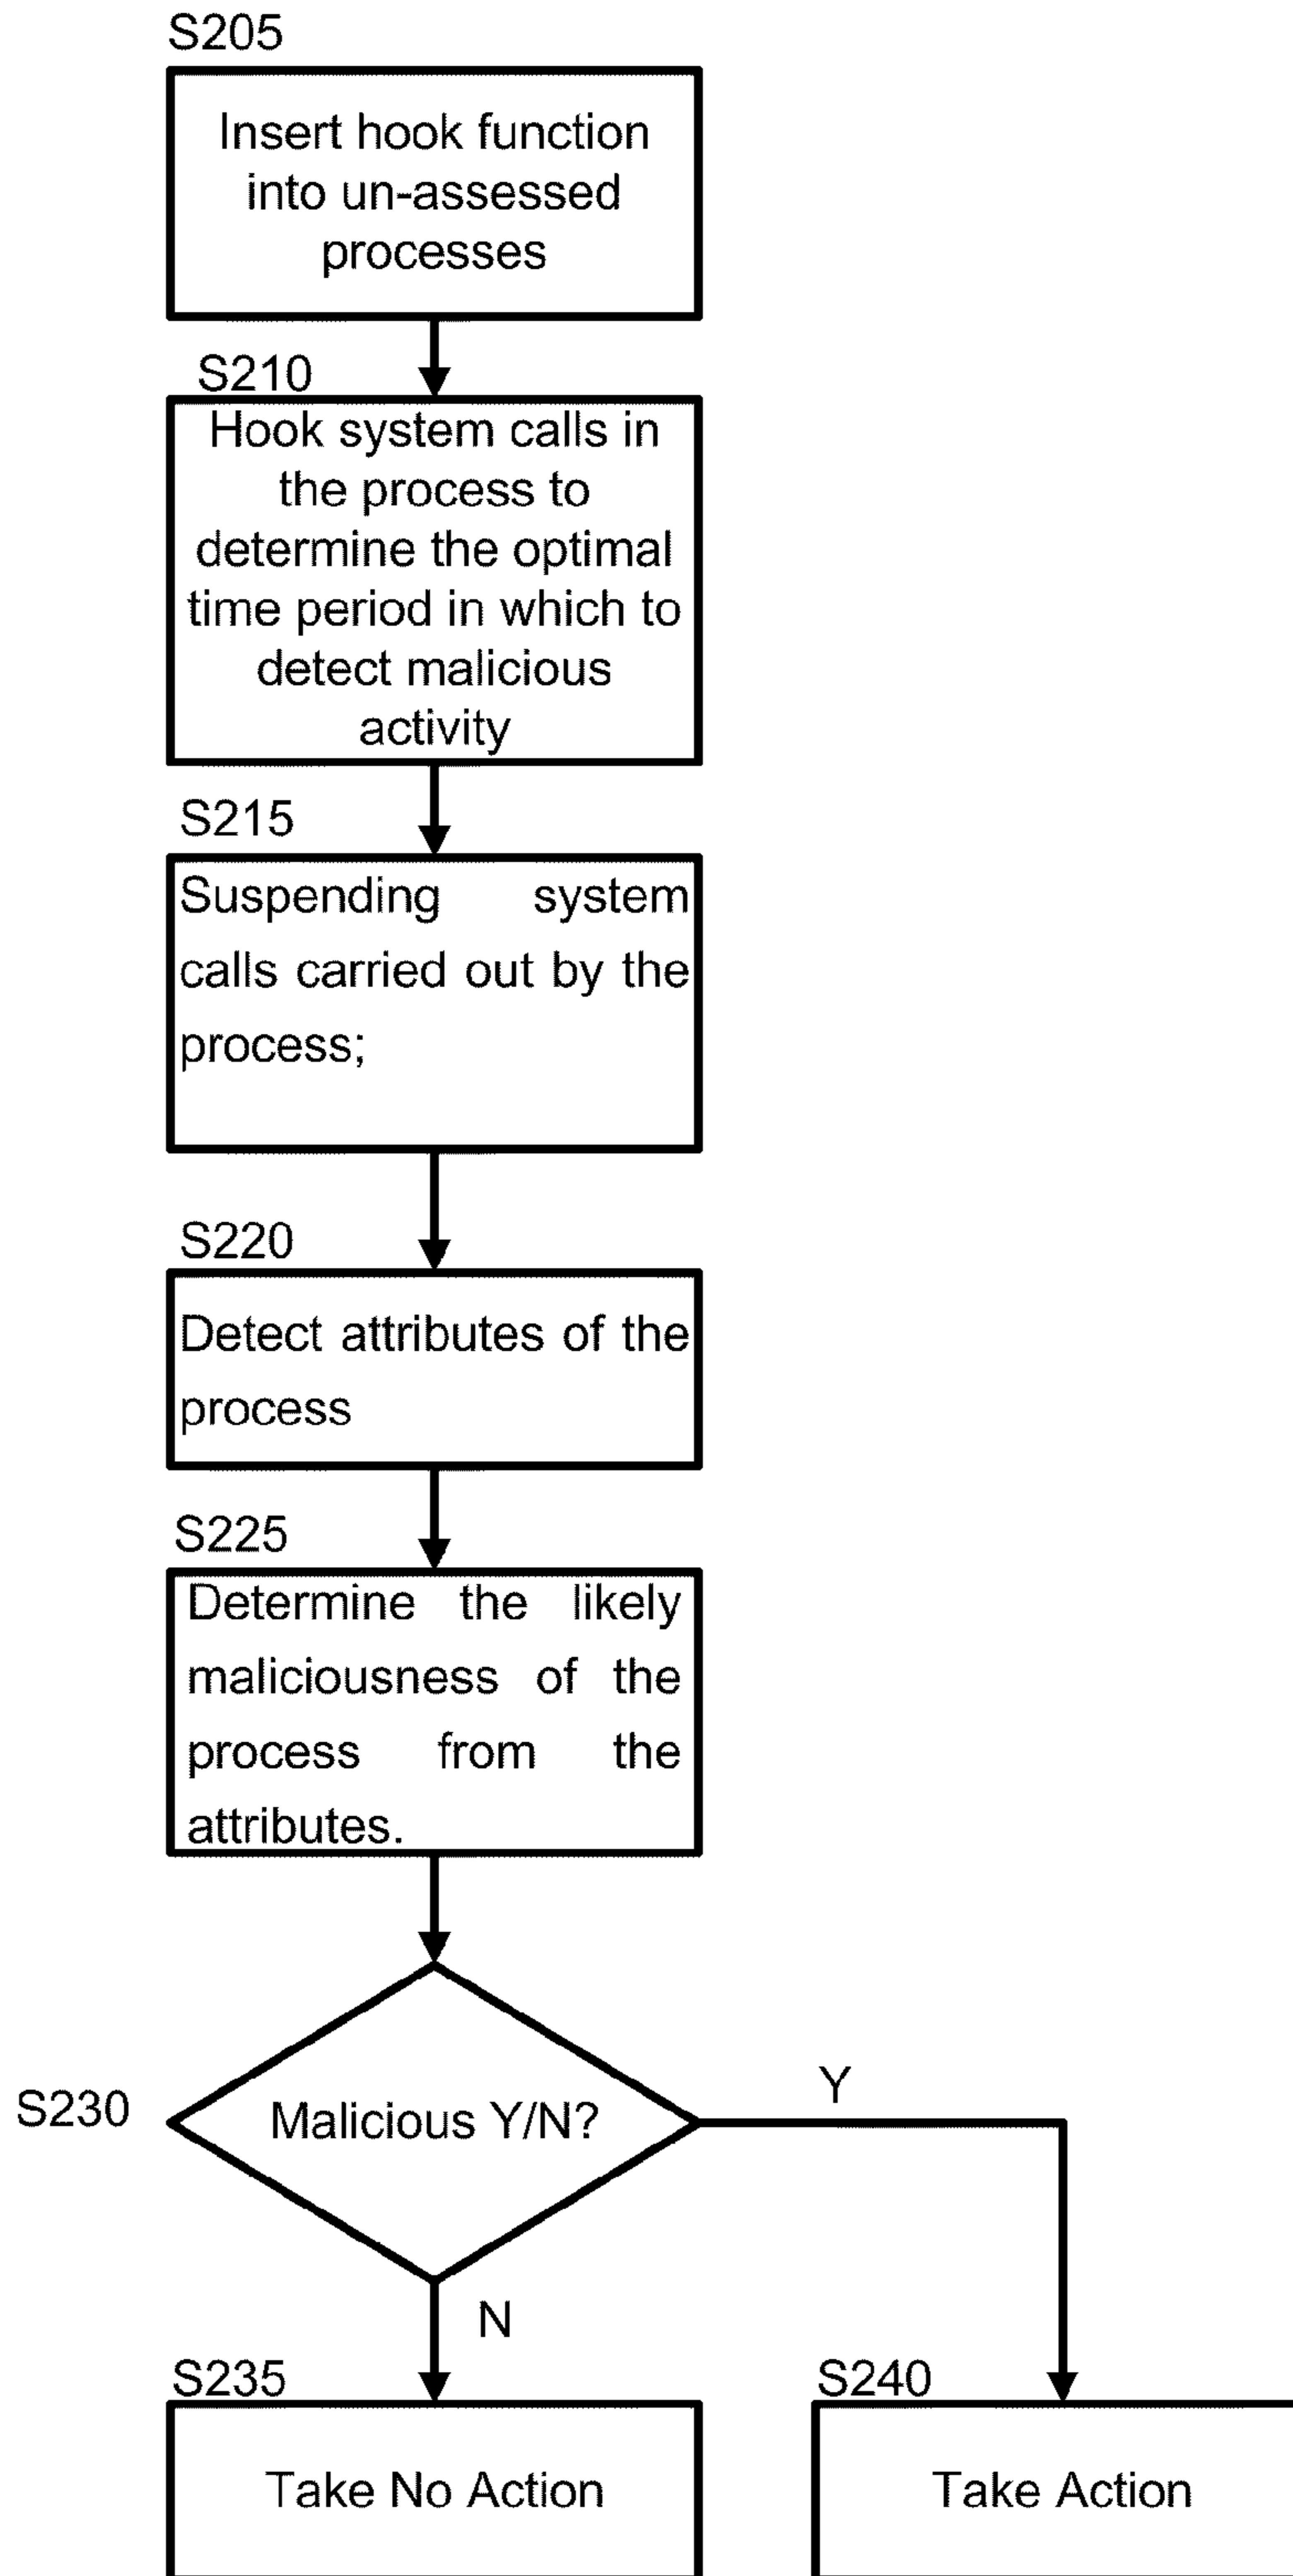 S205
Insert hook function
into un-assessed
processes
S210
Hook system calls in
the process to
determine the optimal
time period in which to
detect malicious
activity
S215
Suspending system
calls carried out by the
process;
S220
Detect attributes of the
process
S225
Determine the likely
maliciousness of the
process from the
attributes.
S230
Malicious Y/N?
Y
N
S235
Take No Action
S240
Take Action